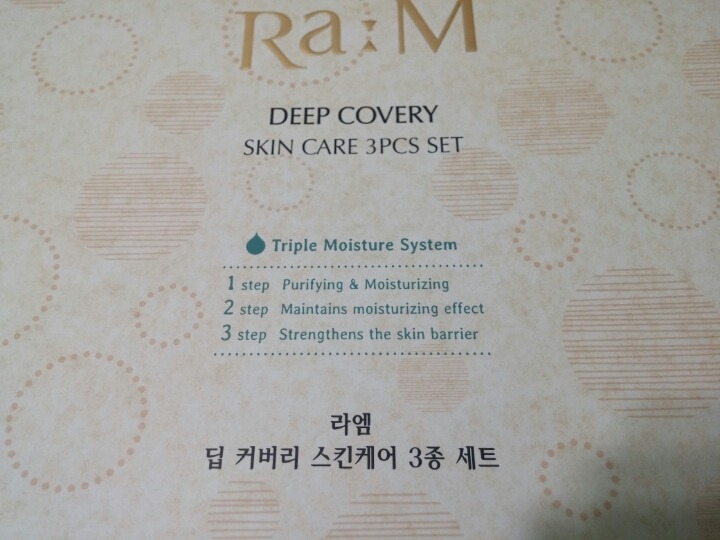 Ra:M
DEEP COVERY
SKIN CARE 3PCS SET
Triple Moisture System
1 step Purifying & Moisturizing
2 step Maintains moisturizing effect
3 step Strengthens the skin barrier
라엠
딥 커버리 스킨케어 3종 세트